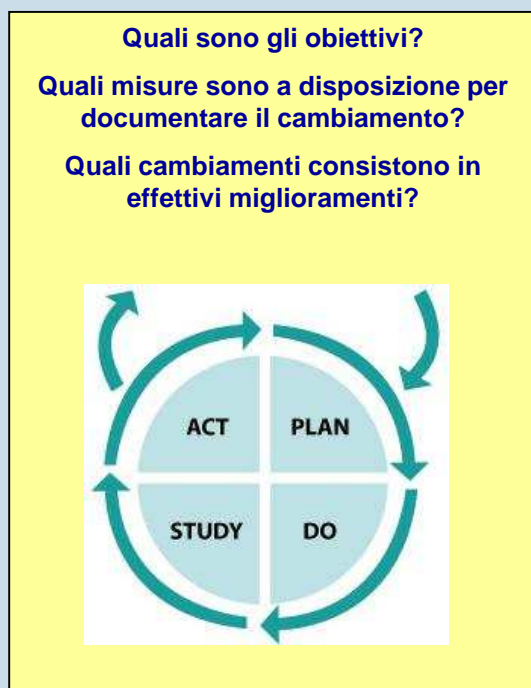 Quali sono gli obiettivi?
Quali misure sono a disposizione per
documentare il cambiamento?
Quali cambiamenti consistono in
effettivi miglioramenti?
ACT
PLAN
STUDY
DO